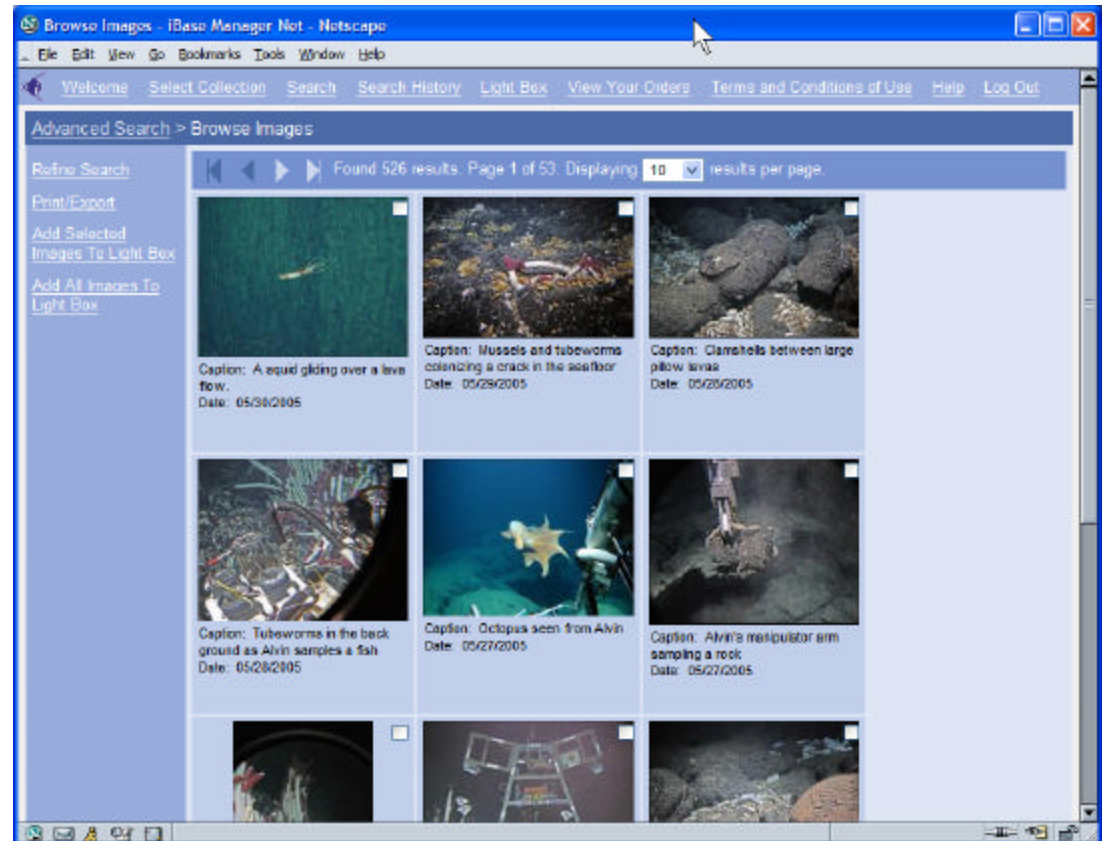 Browse Images - iBase Manager Net - Netscape
File Edit View Go Bookmarks Tools Window Help
Welcome Select Collection Search Search History Light Box View Your Orders Terms and Conditions of Use Help Log Out
Advanced Search > Browse Images
Refine Search
Print/Export
Add Selected
Images To Light Box
Add All Images To
Light Box
Found 526 results. Page 1 of 53. Displaying 10 results per page.
Caption: A squid gliding over a lava
flow.
Date: 05/30/2005
Caption: Mussels and tubeworms
colonizing a crack in the seafloor
Date: 05/29/2005
Caption: Clamshells between large
pillow lavas
Date: 05/28/2005
Caption: Tubeworms in the back
ground as Alvin samples a fish
Date: 05/28/2005
Caption: Octopus seen from Alvin
Date: 05/27/2005
Caption: Alvin's manipulator arm
sampling a rock
Date: 05/27/2005